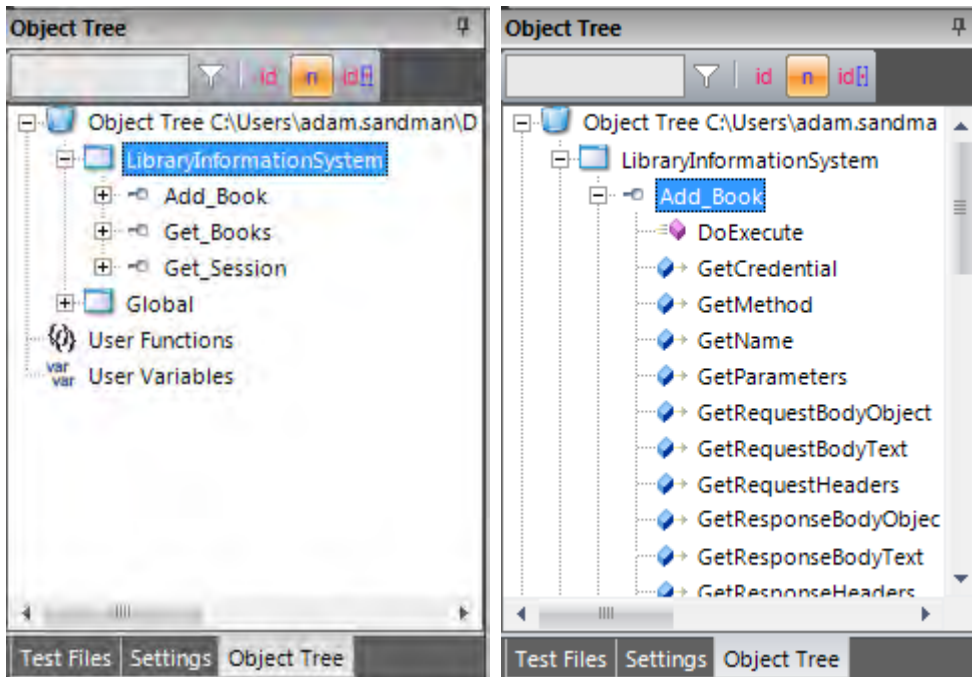 Object Tree
id n id[-]
Object Tree C:\Users\adam.sandman\D
LibraryInformationSystem
Add_Book
Get_Books
Get_Session
Global
{()} User Functions
var
var User Variables
Test Files Settings Object Tree
Object Tree
id n id[-]
Object Tree C:\Users\adam.sandma
LibraryInformationSystem
Add_Book
DoExecute
GetCredential
GetMethod
GetName
GetParameters
GetRequestBodyObject
GetRequestBodyText
GetRequestHeaders
GetResponseBodyObjec
GetResponseBodyText
GetResponseHeaders
Test Files Settings Object Tree